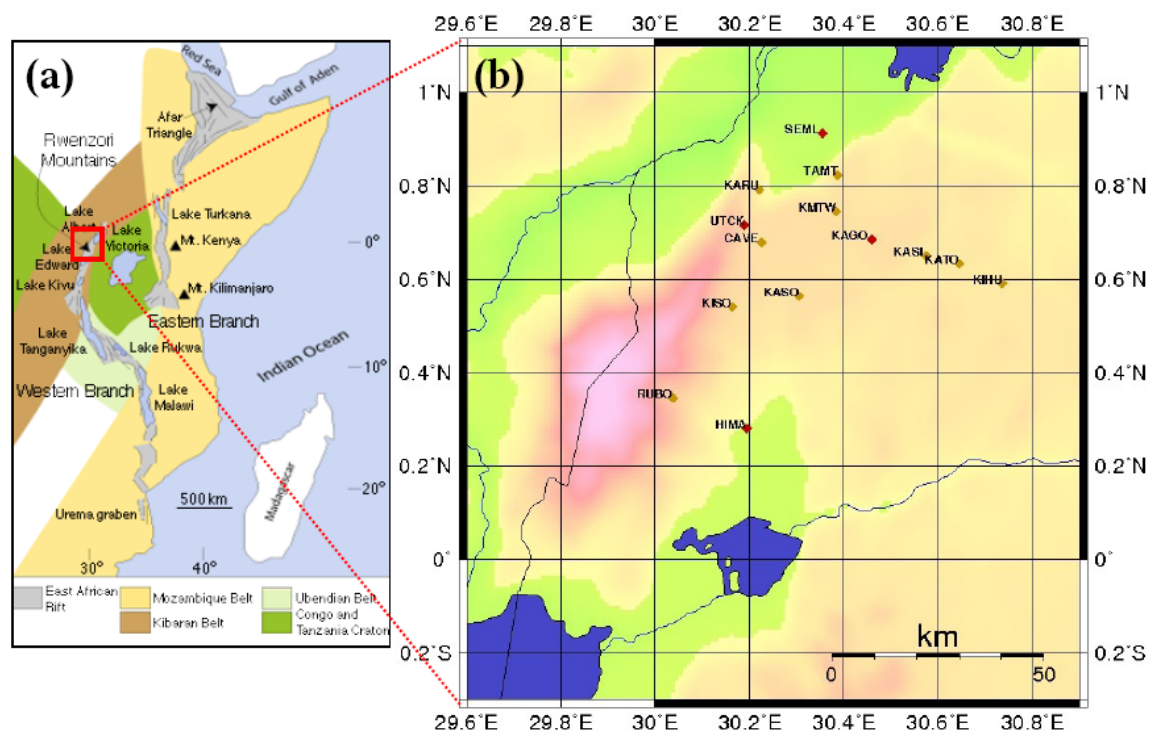 (a)
Red Sea
Gulf of Aden
Afar
Triangle
Rwenzori
Mountains
Lake
Albert
Lake Turkana
Lake
Victoria
Mt. Kenya
0°
Lake
Edward
Lake Kivu
Mt. Kilimanjaro
Eastern Branch
Lake
Tanganyika
Lake Rukwa
Indian Ocean
10°
Western Branch
Lake
Malawi
500 km
Madagascar
20°
Urema graben
30° 40°
East African
Rift
Mozambique Belt
Kibaran Belt
Ubendian Belt
Congo and
Tanzania Craton
(b)
29.6°E 29.8°E 30°E 30.2°E 30.4°E 30.6°E 30.8°E
1°N 1°N
SEML
TAMT
0.8°N 0.8°N
KARU
KMTW
UTCK
CAVE
KAGO
KASI
KATO
0.6°N 0.6°N
KIHU
KASO
KISO
0.4°N 0.4°N
RUBO
HIMA
0.2°N 0.2°N
0° 0°
km
0.2°S 0.2°S
0 50
29.6°E 29.8°E 30°E 30.2°E 30.4°E 30.6°E 30.8°E